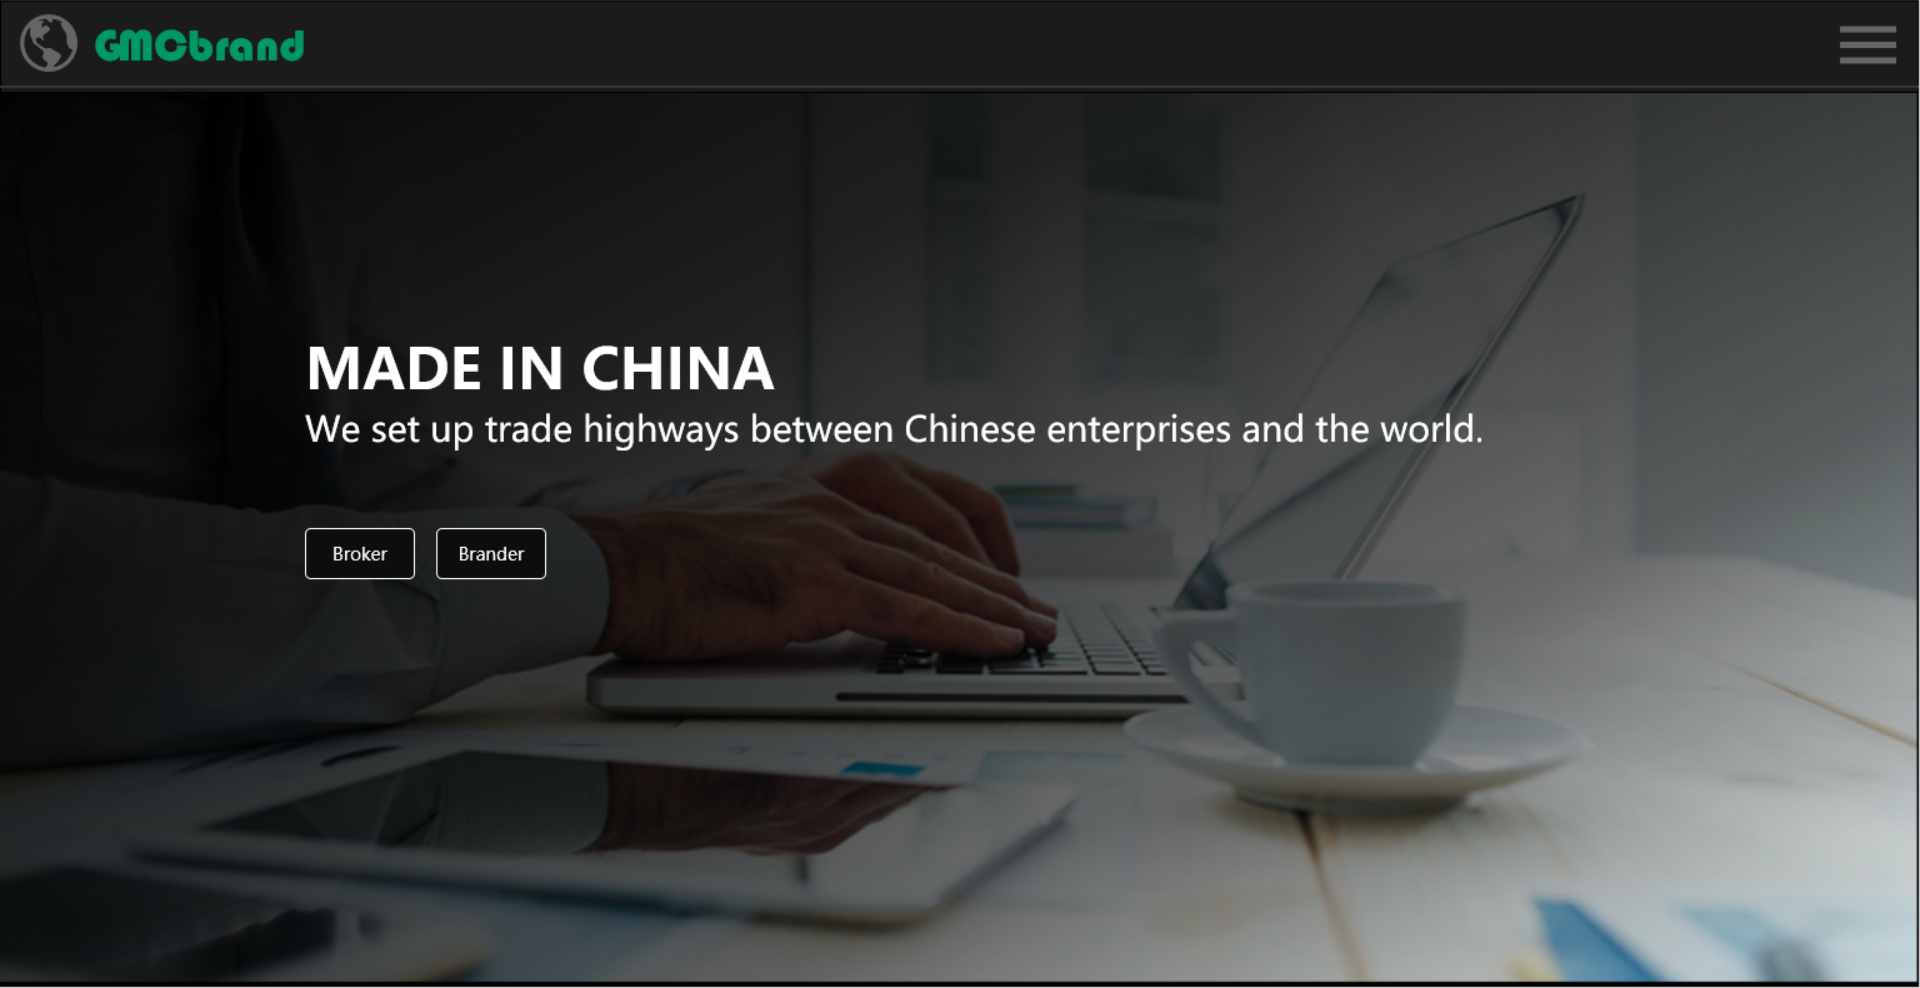 GMCbrand
MADE IN CHINA
We set up trade highways between Chinese enterprises and the world.
Broker
Brander